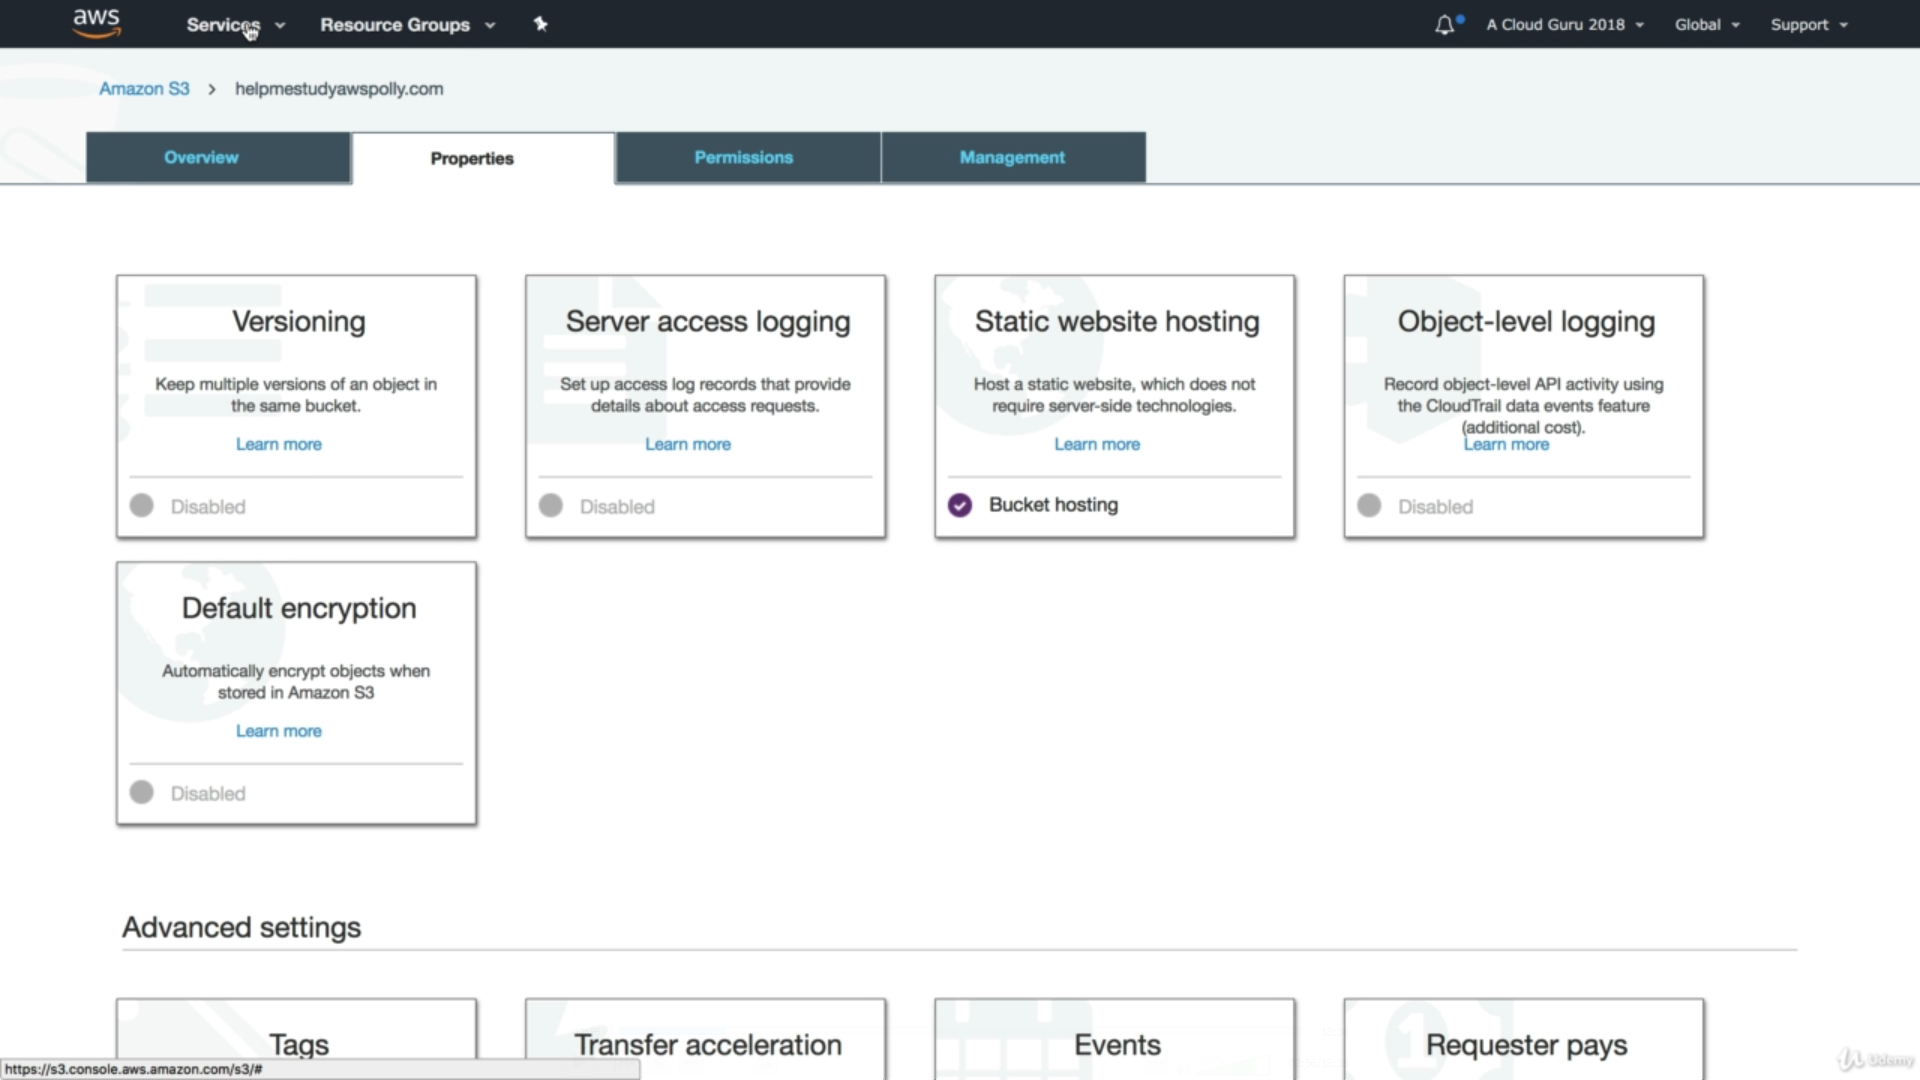 aws Services Resource Groups A Cloud Guru 2018 Global Support
Amazon S3 > helpmestudyawspolly.com
Overview Properties Permissions Management
Versioning
Keep multiple versions of an object in
the same bucket.
Learn more
Disabled
Server access logging
Set up access log records that provide
details about access requests.
Learn more
Disabled
Static website hosting
Host a static website, which does not
require server-side technologies.
Learn more
Bucket hosting
Object-level logging
Record object-level API activity using
the CloudTrail data events feature
(additional cost).
Learn more
Disabled
Default encryption
Automatically encrypt objects when
stored in Amazon S3
Learn more
Disabled
Advanced settings
Tags
Transfer acceleration
Events
Requester pays
https://s3.console.aws.amazon.com/s3/#
Udemy